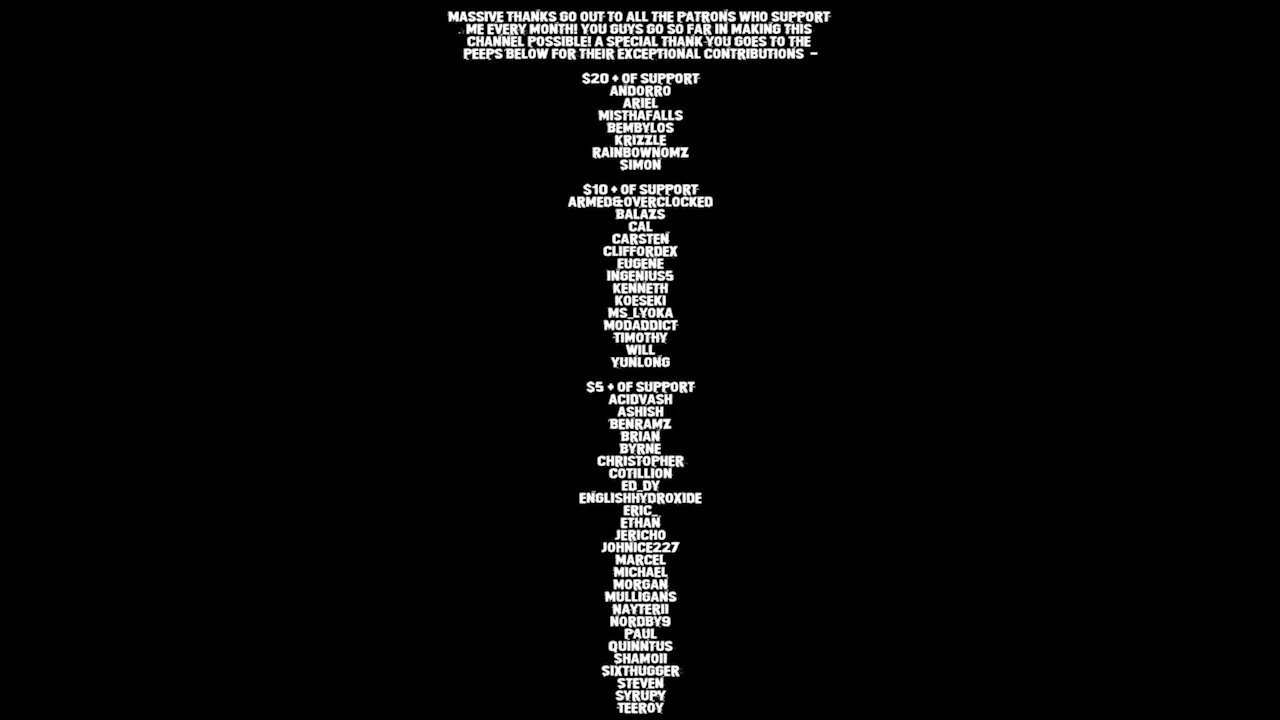 MASSIVE THANKS GO OUT TO ALL THE PATRONS WHO SUPPORT
ME EVERY MONTH! YOU GUYS GO SO FAR IN MAKING THIS
CHANNEL POSSIBLE! A SPECIAL THANK YOU GOES TO THE
PEEPS BELOW FOR THEIR EXCEPTIONAL CONTRIBUTIONS -
$20 + OF SUPPORT
ANDORRO
ARIEL
MISTHAFALLS
BEMBYLOS
KRIZZLE
RAINBOWNOMZ
SIMON
$10 + OF SUPPORT
ARMED&OVERCLOCKED
BALAZS
CAL
CARSTEN
CLIFFORDEX
EUGENE
INGENIUS5
KENNETH
KOESEKI
MS_LYOKA
MODADDICT
TIMOTHY
WILL
YUNLONG
$5 + OF SUPPORT
ACIDVASH
ASHISH
BENRAMZ
BRIAN
BYRNE
CHRISTOPHER
COTILLION
ED_DY
ENGLISHHYDROXIDE
ERIC_
ETHAN
JERICHO
JOHNICE227
MARCEL
MICHAEL
MORGAN
MULLIGANS
NAYTERII
NORDBY9
PAUL
QUINNTUS
SHAMOII
SIXTHUGGER
STEVEN
SYRUPY
TEEROY